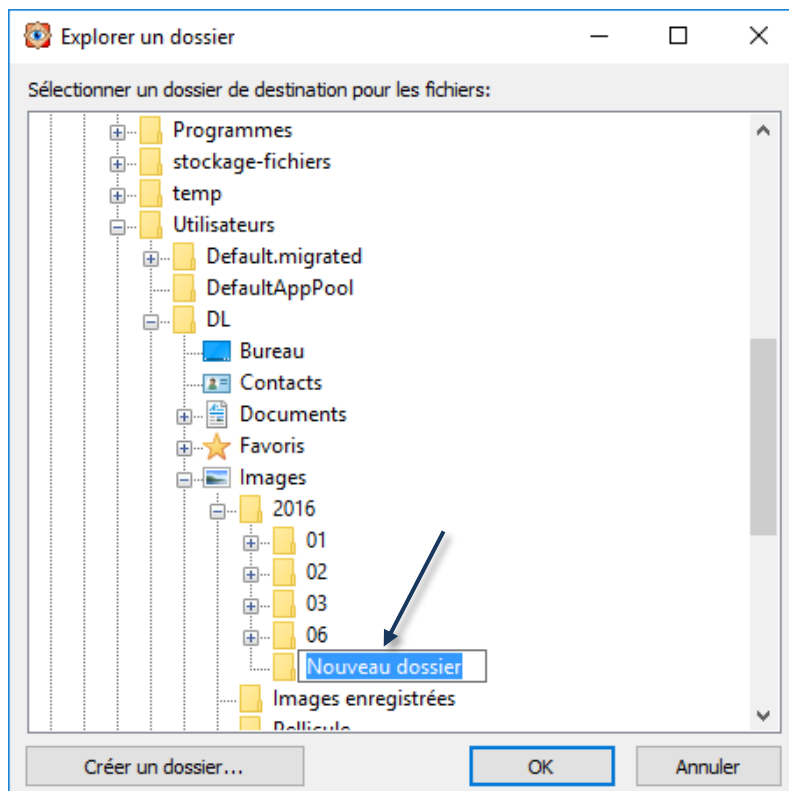 Explorer un dossier
Sélectionner un dossier de destination pour les fichiers:
Programmes
stockage-fichiers
temp
Utilisateurs
Default.migrated
DefaultAppPool
DL
Bureau
Contacts
Documents
Favoris
Images
2016
01
02
03
06
Nouveau dossier
Images enregistrées
Pellicule
Créer un dossier...
OK
Annuler